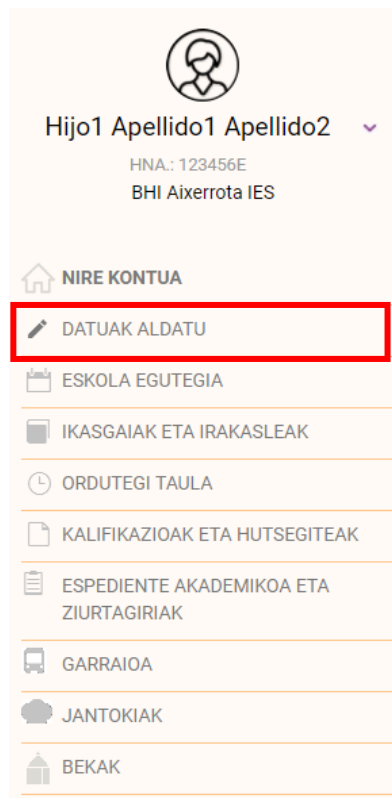 Hijo1 Apellido1 Apellido2
HNA.: 123456E
BHI Aixerrota IES
NIRE KONTUA
DATUAK ALDATU
ESKOLA EGUTEGIA
IKASGAIAK ETA IRAKASLEAK
ORDUTEGI TAULA
KALIFIKAZIOAK ETA HUTSEGITEAK
ESPEDIENTE AKADEMIKOA ETA
ZIURTAGIRIAK
GARRAIOA
JANTOKIAK
BEKAK